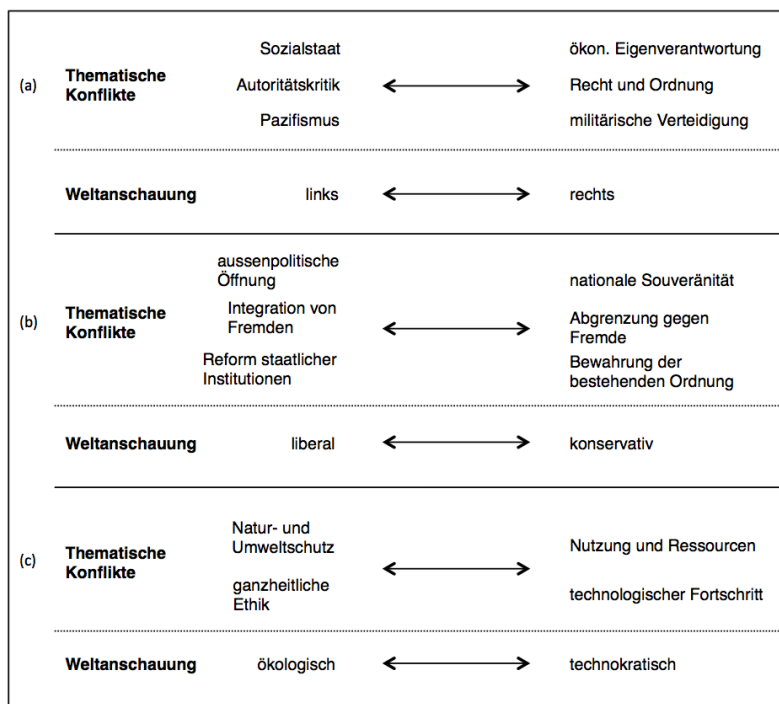 Sozialstaat ökon. Eigenverantwortung
(a) Thematische Konflikte Autoritätskritik Recht und Ordnung
Pazifismus militärische Verteidigung
Weltanschauung links rechts
aussenpolitische
Öffnung nationale Souveränität
(b) Thematische Konflikte
Integration von
Fremden
Abgrenzung gegen
Fremde
Reform staatlicher
Institutionen
Bewahrung der
bestehenden Ordnung
Weltanschauung liberal konservativ
(c) Thematische Konflikte
Natur- und
Umweltschutz
Nutzung und Ressourcen
ganzheitliche
Ethik
technologischer Fortschritt
Weltanschauung ökologisch technokratisch